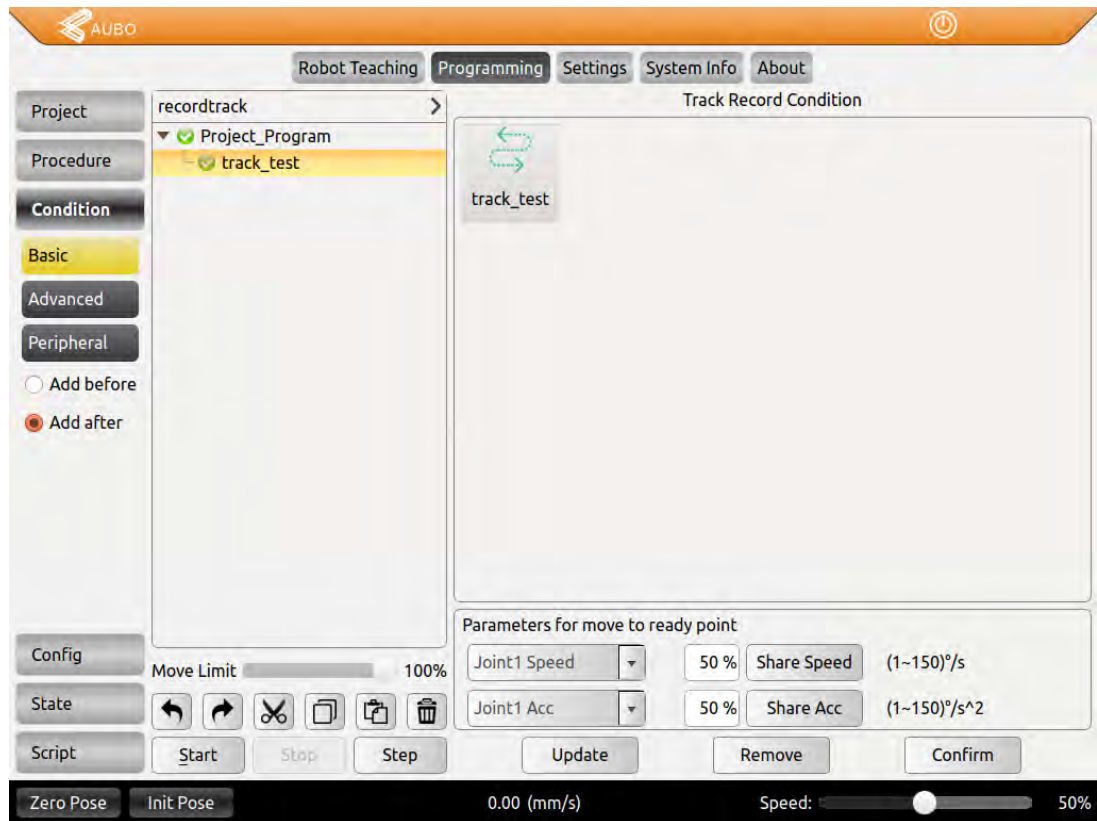 AUBO
Robot Teaching Programming Settings System Info About
Project
Procedure
Condition
Basic
Advanced
Peripheral
Add before
Add after
Config
State
Script
recordtrack
Project_Program
track_test
Move Limit 100%
Start Stop Step
Track Record Condition
track_test
Parameters for move to ready point
Joint1 Speed 50 % Share Speed (1~150)°/s
Joint1 Acc 50 % Share Acc (1~150)°/s^2
Update Remove Confirm
Zero Pose Init Pose 0.00 (mm/s) Speed: 50%